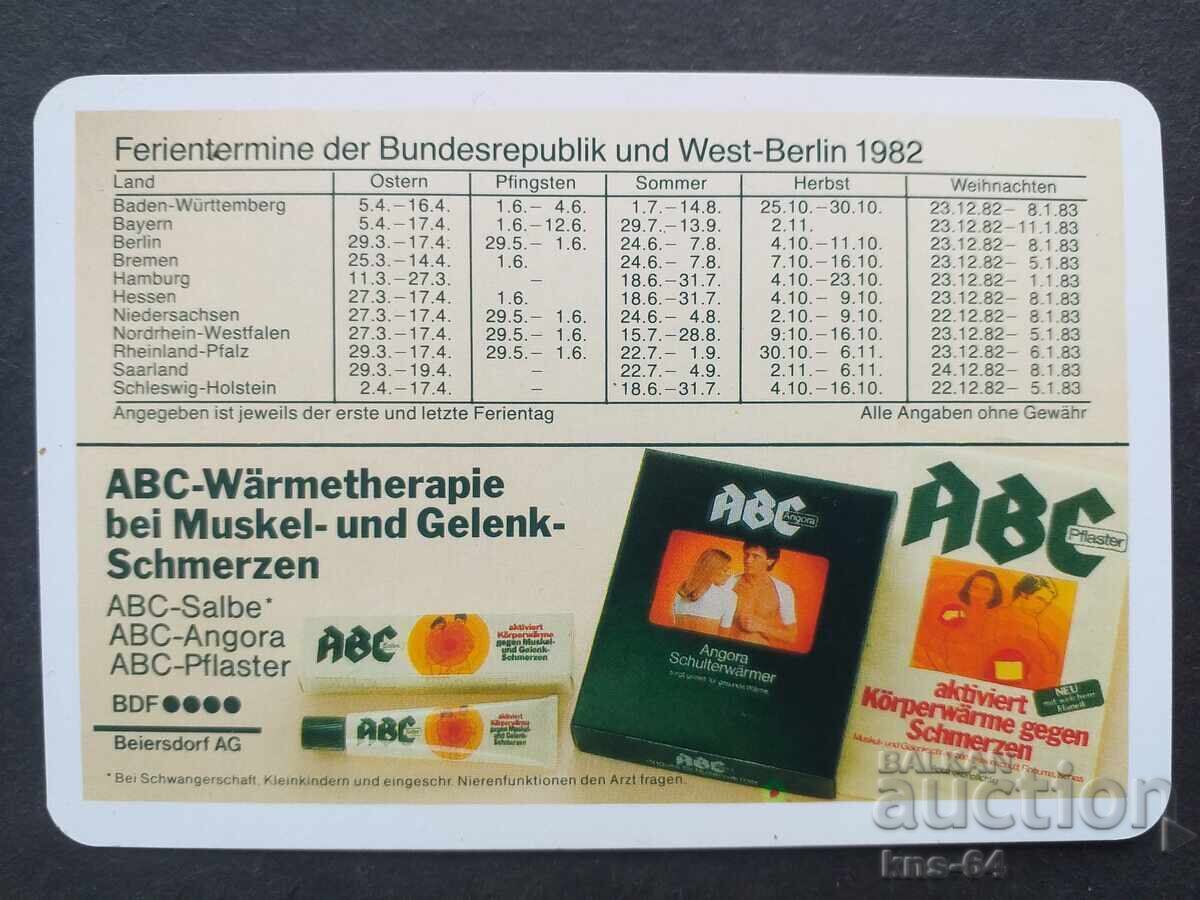 Ferientermine der Bundesrepublik und West-Berlin 1982
Land Ostern Pfingsten Sommer Herbst Weihnachten
Baden-Württemberg 5.4.–16.4. 1.6.– 4.6. 1.7.–14.8. 25.10.–30.10. 23.12.82– 8.1.83
Bayern 5.4.–17.4. 1.6.–12.6. 29.7.–13.9. 2.11. 23.12.82–11.1.83
Berlin 29.3.–17.4. 29.5.– 1.6. 24.6.– 7.8. 4.10.–11.10. 23.12.82– 8.1.83
Bremen 25.3.–14.4. 1.6. 24.6.– 7.8. 7.10.–16.10. 23.12.82– 5.1.83
Hamburg 11.3.–27.3. – 18.6.–31.7. 4.10.–23.10. 23.12.82– 1.1.83
Hessen 27.3.–17.4. 1.6. 18.6.–31.7. 4.10.– 9.10. 23.12.82– 8.1.83
Niedersachsen 27.3.–17.4. 29.5.– 1.6. 24.6.– 4.8. 2.10.– 9.10. 22.12.82– 8.1.83
Nordrhein-Westfalen 27.3.–17.4. 29.5.– 1.6. 15.7.–28.8. 9:10.–16.10. 23.12.82– 5.1.83
Rheinland-Pfalz 29.3.–17.4. 29.5.– 1.6. 22.7.– 1.9. 30.10.– 6.11. 23.12.82– 6.1.83
Saarland 29.3.–19.4. – 22.7.– 4.9. 2.11.– 6.11. 24.12.82– 8.1.83
Schleswig-Holstein 2.4.–17.4. – 18.6.–31.7. 4.10.–16.10. 22.12.82– 5.1.83
Angegeben ist jeweils der erste und letzte Ferientag Alle Angaben ohne Gewähr
ABC-Wärmetherapie
bei Muskel- und Gelenk-
Schmerzen
ABC-Salbe*
ABC-Angora
ABC-Pflaster
BDF●●●●
Beiersdorf AG
* Bei Schwangerschaft, Kleinkindern und eingeschr. Nierenfunktionen den Arzt fragen.
ABC Salbe
aktiviert
Körperwärme
gegen Muskel-
und Gelenk-
Schmerzen
ABC Salbe
aktiviert
Körperwärme
gegen Muskel-
und Gelenk-
Schmerzen
ABC Angora
Angora
Schulterwärmer
ABC
ABC Pflaster
NEU
aktiviert
Körperwärme gegen
Schmerzen
BALKAN
auction
kns-64